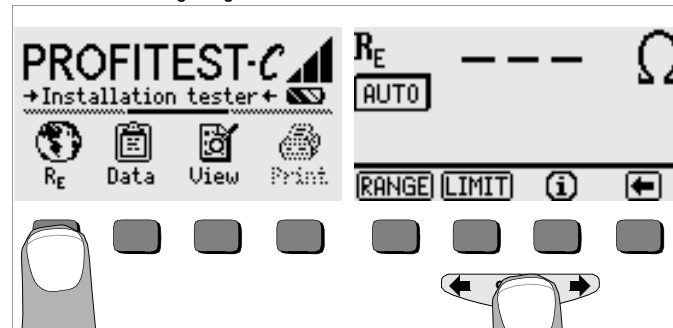 PROFITEST-C
→Installation tester←
RE Data View Print
RE – – – Ω
AUTO
RANGE LIMIT i ←